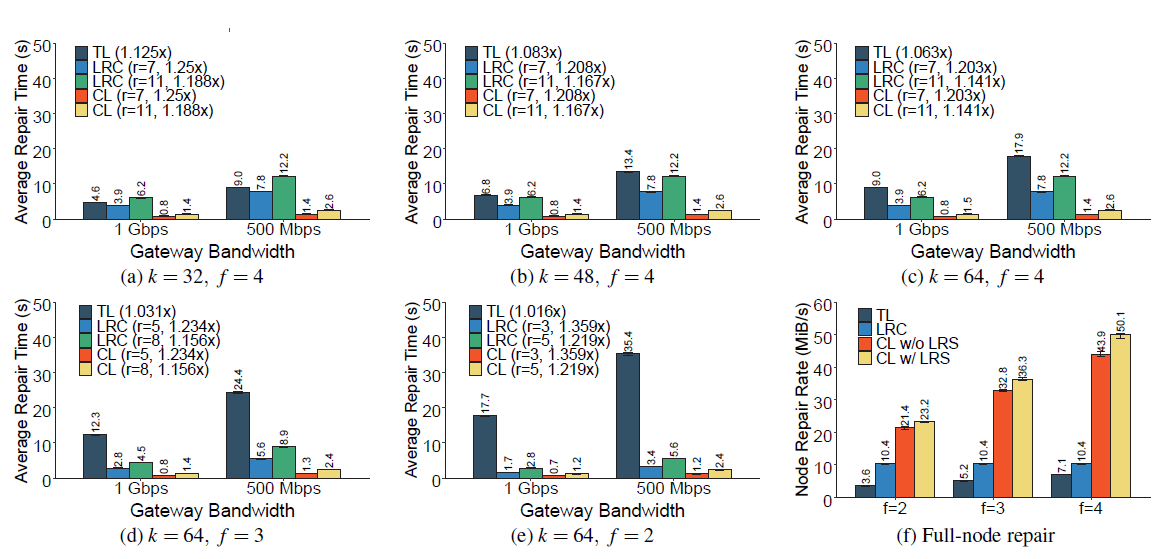 Average Repair Time (s)
50
40
30
20
10
0
TL (1.125x)
LRC (r=7, 1.25x)
LRC (r=11, 1.188x)
CL (r=7, 1.25x)
CL (r=11, 1.188x)
4.6
3.9
6.2
0.8
1.4
9.0
7.8
12.2
1.4
2.6
1 Gbps
500 Mbps
Gateway Bandwidth
(a) k = 32, f = 4
Average Repair Time (s)
50
40
30
20
10
0
TL (1.083x)
LRC (r=7, 1.208x)
LRC (r=11, 1.167x)
CL (r=7, 1.208x)
CL (r=11, 1.167x)
6.8
3.9
6.2
0.8
1.4
13.4
7.8
12.2
1.4
2.6
1 Gbps
500 Mbps
Gateway Bandwidth
(b) k = 48, f = 4
Average Repair Time (s)
50
40
30
20
10
0
TL (1.063x)
LRC (r=7, 1.203x)
LRC (r=11, 1.141x)
CL (r=7, 1.203x)
CL (r=11, 1.141x)
9.0
3.9
6.2
0.8
1.5
17.9
7.8
12.2
1.4
2.6
1 Gbps
500 Mbps
Gateway Bandwidth
(c) k = 64, f = 4
Average Repair Time (s)
50
40
30
20
10
0
TL (1.031x)
LRC (r=5, 1.234x)
LRC (r=8, 1.156x)
CL (r=5, 1.234x)
CL (r=8, 1.156x)
12.3
2.8
4.5
0.8
1.4
24.4
5.6
8.9
1.3
2.4
1 Gbps
500 Mbps
Gateway Bandwidth
(d) k = 64, f = 3
Average Repair Time (s)
50
40
30
20
10
0
TL (1.016x)
LRC (r=3, 1.359x)
LRC (r=5, 1.219x)
CL (r=3, 1.359x)
CL (r=5, 1.219x)
17.7
1.7
2.8
0.7
1.2
35.4
3.4
5.6
1.2
2.4
1 Gbps
500 Mbps
Gateway Bandwidth
(e) k = 64, f = 2
Node Repair Rate (MiB/s)
60
50
40
30
20
10
0
TL
LRC
CL w/o LRS
CL w/ LRS
3.6
10.4
21.4
23.2
5.2
10.4
32.8
36.3
7.1
10.4
43.9
50.1
f=2
f=3
f=4
(f) Full-node repair